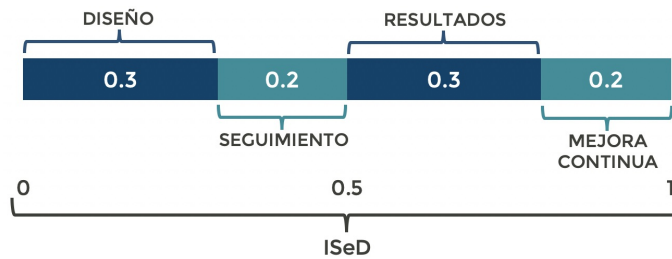 DISEÑO
RESULTADOS
0.3
0.2
0.3
0.2
SEGUIMIENTO
MEJORA
CONTINUA
0
0.5
1
ISeD